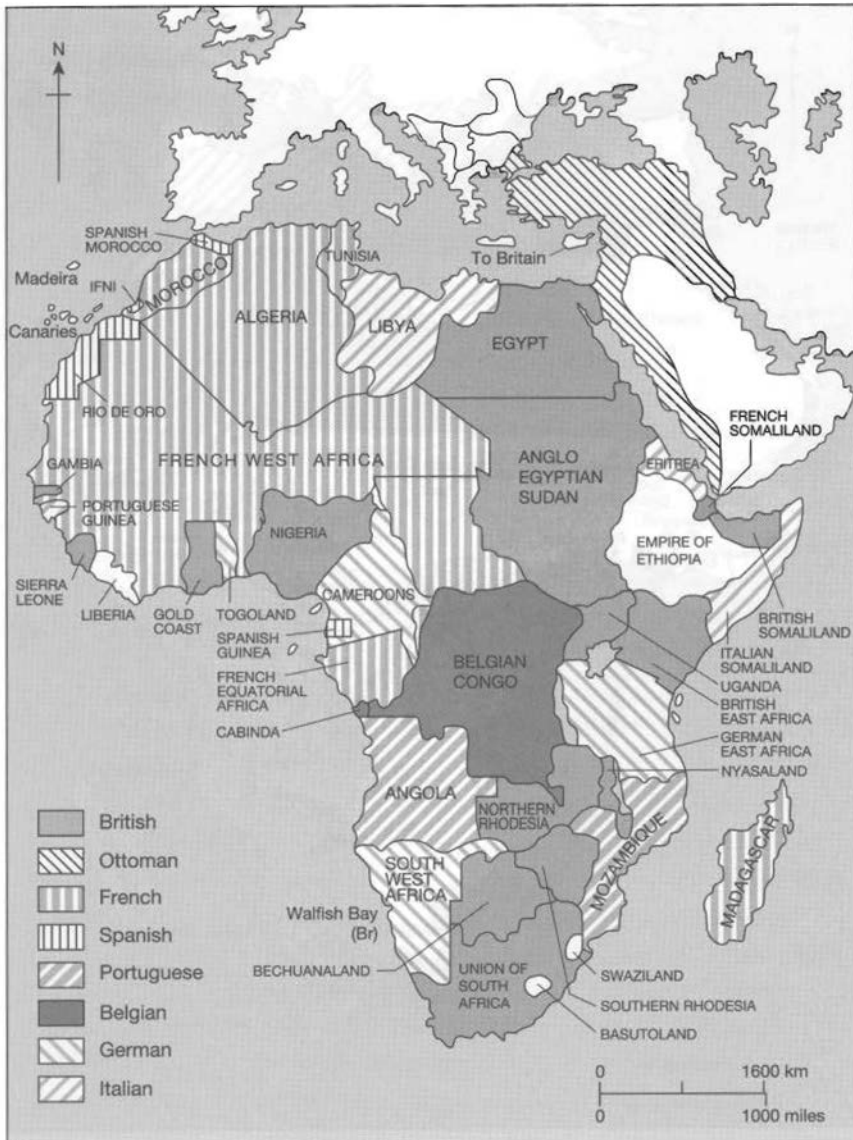 N
SPANISH
MOROCCO
To Britain
TUNISIA
Madeira
IFNI
MOROCCO
Canaries
ALGERIA
LIBYA
EGYPT
RIO DE ORO
FRENCH
SOMALILAND
GAMBIA
FRENCH WEST AFRICA
ANGLO
EGYPTIAN
SUDAN
ERITREA
PORTUGUESE
GUINEA
NIGERIA
EMPIRE OF
ETHIOPIA
SIERRA
LEONE
LIBERIA
GOLD
COAST
TOGOLAND
CAMEROONS
SPANISH
GUINEA
BRITISH
SOMALILAND
FRENCH
EQUATORIAL
AFRICA
BELGIAN
CONGO
ITALIAN
SOMALILAND
UGANDA
BRITISH
EAST AFRICA
CABINDA
GERMAN
EAST AFRICA
NYASALAND
ANGOLA
NORTHERN
RHODESIA
MOZAMBIQUE
MADAGASCAR
SOUTH
WEST
AFRICA
Walfish Bay
(Br)
BECHUANALAND
UNION OF
SOUTH
AFRICA
SWAZILAND
SOUTHERN RHODESIA
BASUTOLAND
British
Ottoman
French
Spanish
Portuguese
Belgian
German
Italian
0 1600 km
0 1000 miles